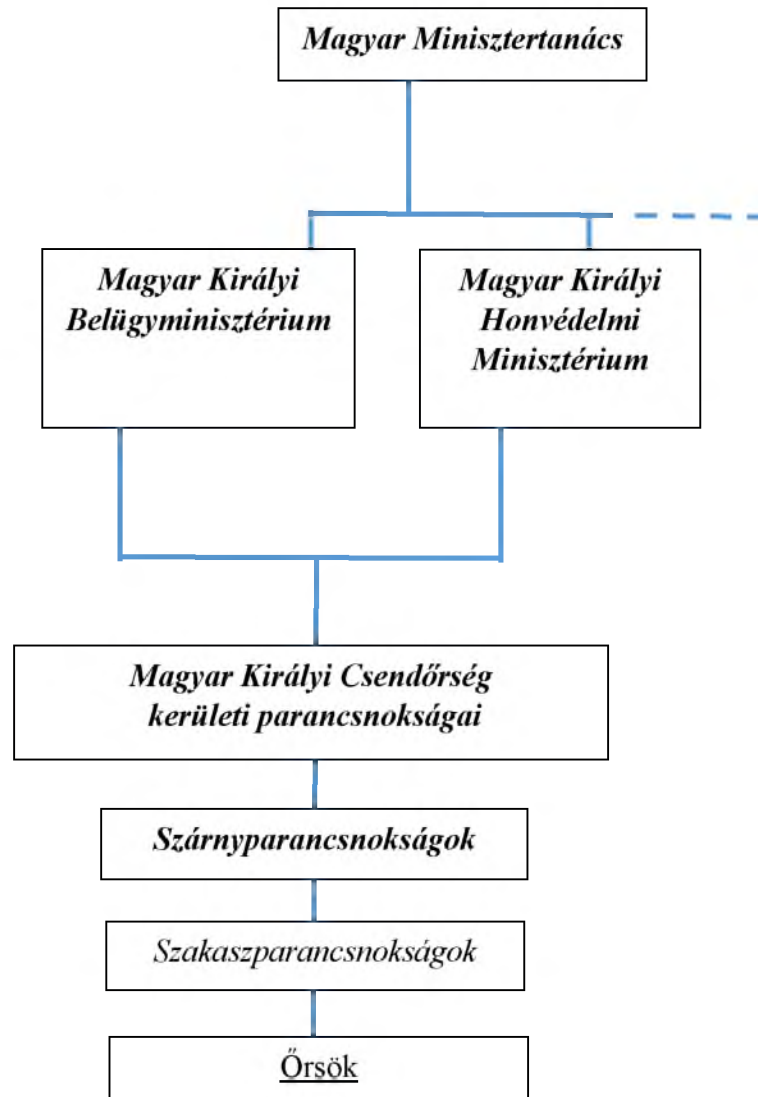 Magyar Minisztertanács
Magyar Királyi
Belügyminisztérium
Magyar Királyi
Honvédelmi
Minisztérium
Magyar Királyi Csendőrség
kerületi parancsnokságai
Szárnyparancsnokságok
Szakaszparancsnokságok
Őrsök